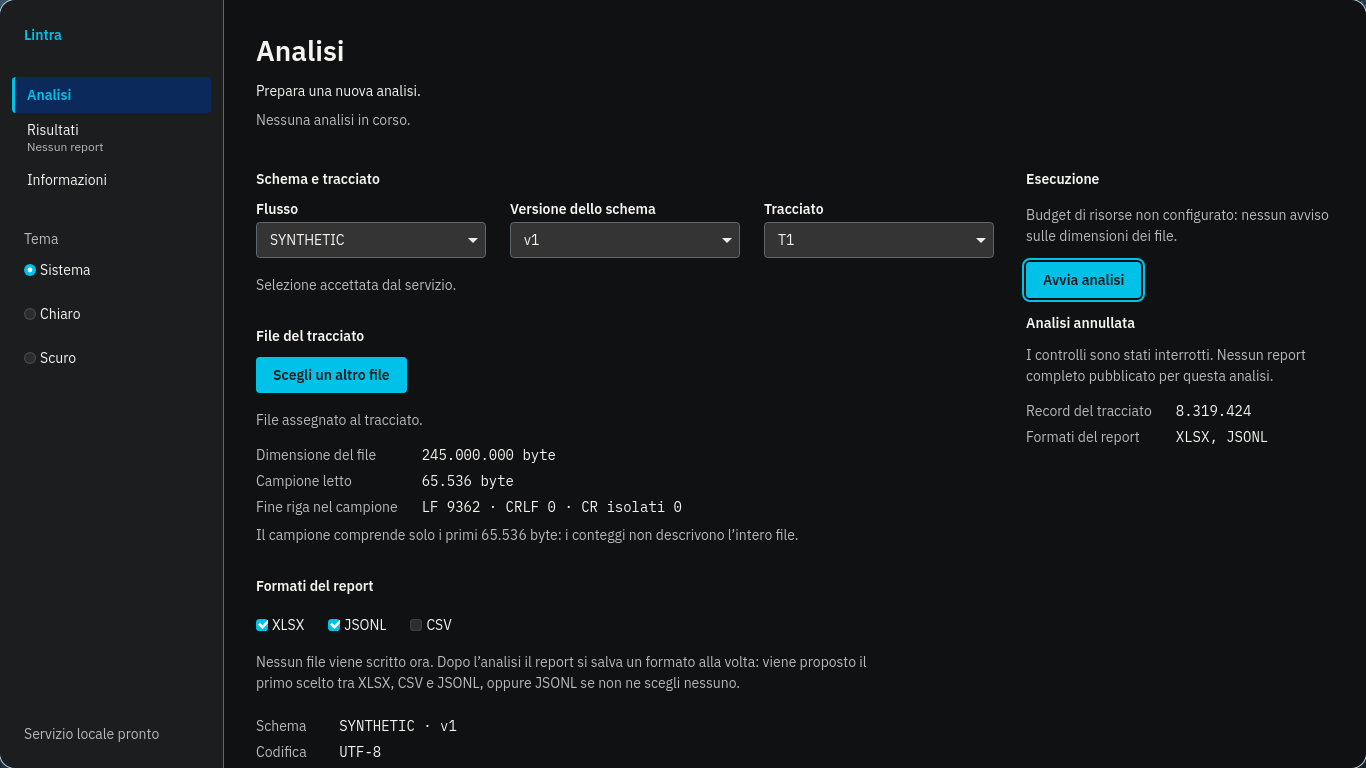 Lintra
Analisi
Risultati
Nessun report
Informazioni
Tema
Sistema
Chiaro
Scuro
Servizio locale pronto
Analisi
Prepara una nuova analisi.
Nessuna analisi in corso.
Schema e tracciato
Flusso
SYNTHETIC
Versione dello schema
v1
Tracciato
T1
Selezione accettata dal servizio.
File del tracciato
Scegli un altro file
File assegnato al tracciato.
Dimensione del file 245.000.000 byte
Campione letto 65.536 byte
Fine riga nel campione LF 9362 · CRLF 0 · CR isolati 0
Il campione comprende solo i primi 65.536 byte: i conteggi non descrivono l’intero file.
Formati del report
XLSX JSONL CSV
Nessun file viene scritto ora. Dopo l’analisi il report si salva un formato alla volta: viene proposto il
primo scelto tra XLSX, CSV e JSONL, oppure JSONL se non ne scegli nessuno.
Schema SYNTHETIC · v1
Codifica UTF-8
Esecuzione
Budget di risorse non configurato: nessun avviso
sulle dimensioni dei file.
Avvia analisi
Analisi annullata
I controlli sono stati interrotti. Nessun report
completo pubblicato per questa analisi.
Record del tracciato 8.319.424
Formati del report XLSX, JSONL